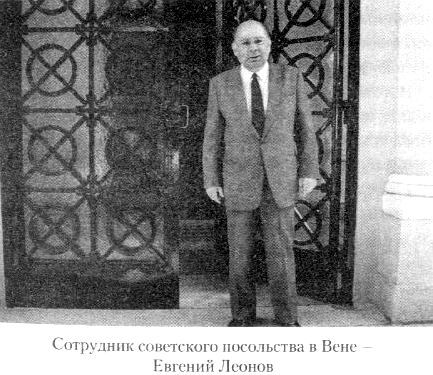 Сотрудник советского посольства в Вене –
Евгений Леонов